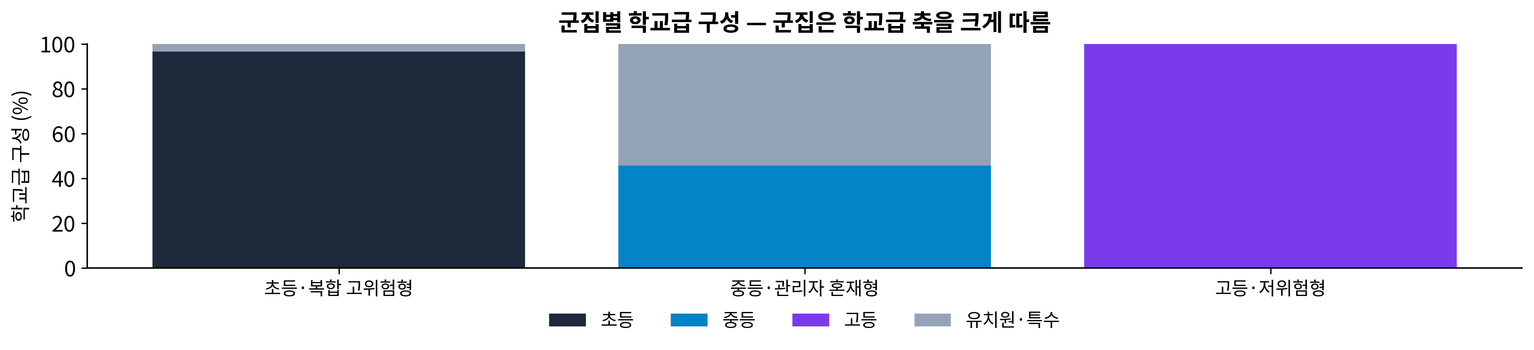 군집별 학교급 구성 — 군집은 학교급 축을 크게 따름
학교급 구성 (%)
100
80
60
40
20
0
초등·복합 고위험형
중등·관리자 혼재형
고등·저위험형
초등
중등
고등
유치원·특수